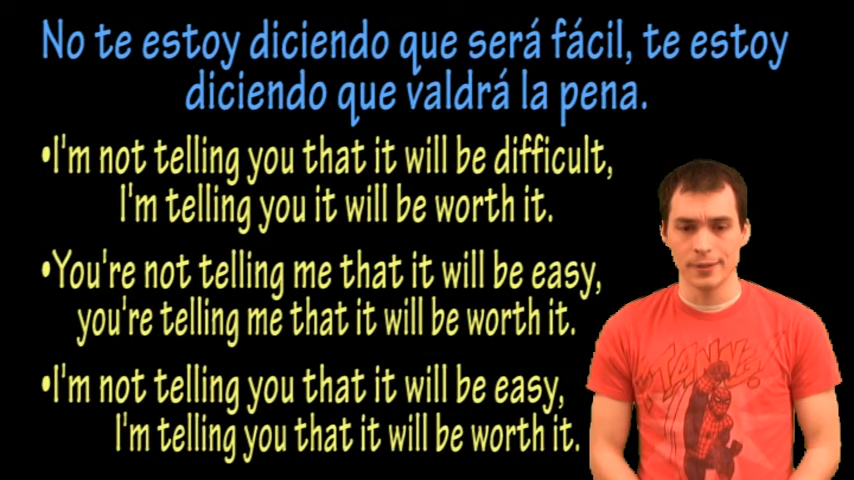 No te estoy diciendo que será fácil, te estoy
diciendo que valdrá la pena.
•I'm not telling you that it will be difficult,
I'm telling you it will be worth it.
•You're not telling me that it will be easy,
you're telling me that it will be worth it.
•I'm not telling you that it will be easy,
I'm telling you that it will be worth it.